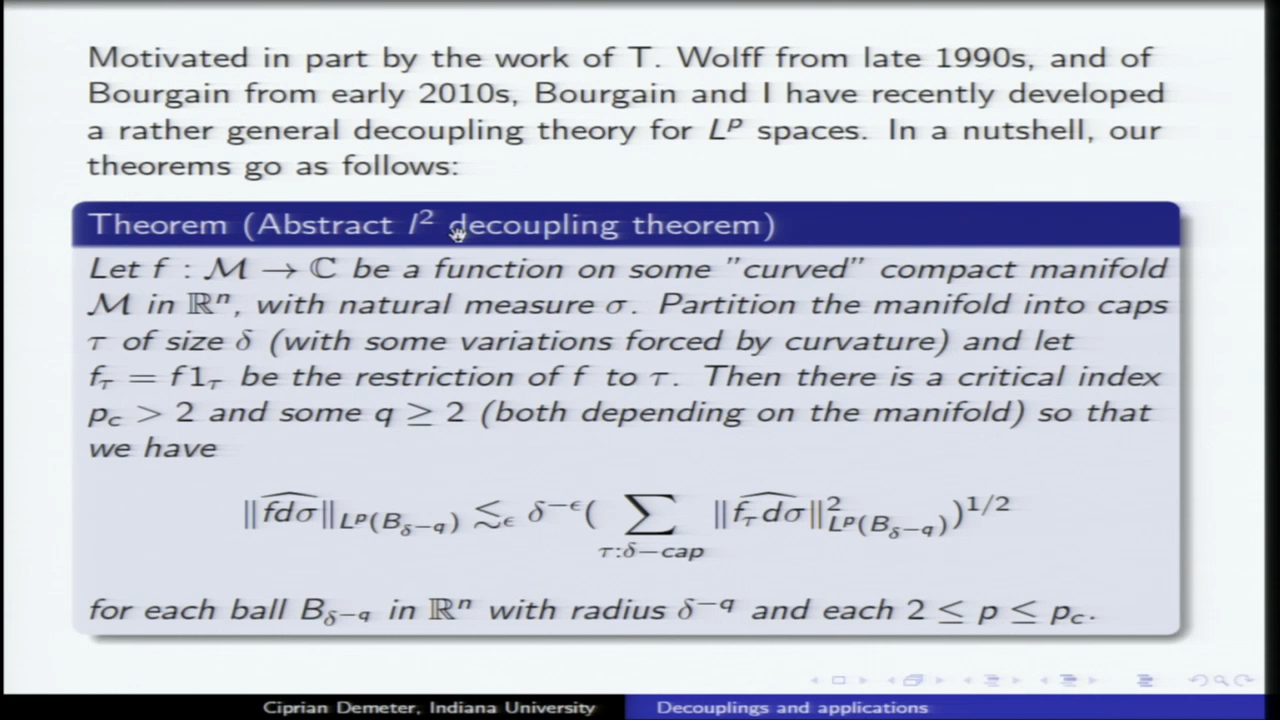 Motivated in part by the work of T. Wolff from late 1990s, and of
Bourgain from early 2010s, Bourgain and I have recently developed
a rather general decoupling theory for Lᵖ spaces. In a nutshell, our
theorems go as follows:
Theorem (Abstract l² decoupling theorem)
Let f : ℳ → ℂ be a function on some "curved" compact manifold
ℳ in ℝⁿ, with natural measure σ. Partition the manifold into caps
τ of size δ (with some variations forced by curvature) and let
f_τ = f1_τ be the restriction of f to τ. Then there is a critical index
p_c > 2 and some q ≥ 2 (both depending on the manifold) so that
we have
‖\widehat{fdσ}‖_{L^p(B_{δ^{-q}})} ≲_ϵ δ^{-ϵ}( ∑_{τ:δ-cap} ‖\widehat{f_τ dσ}‖²_{L^p(B_{δ^{-q}})})^{1/2}
for each ball B_{δ^{-q}} in ℝⁿ with radius δ^{-q} and each 2 ≤ p ≤ p_c.
Ciprian Demeter, Indiana University Decouplings and applications